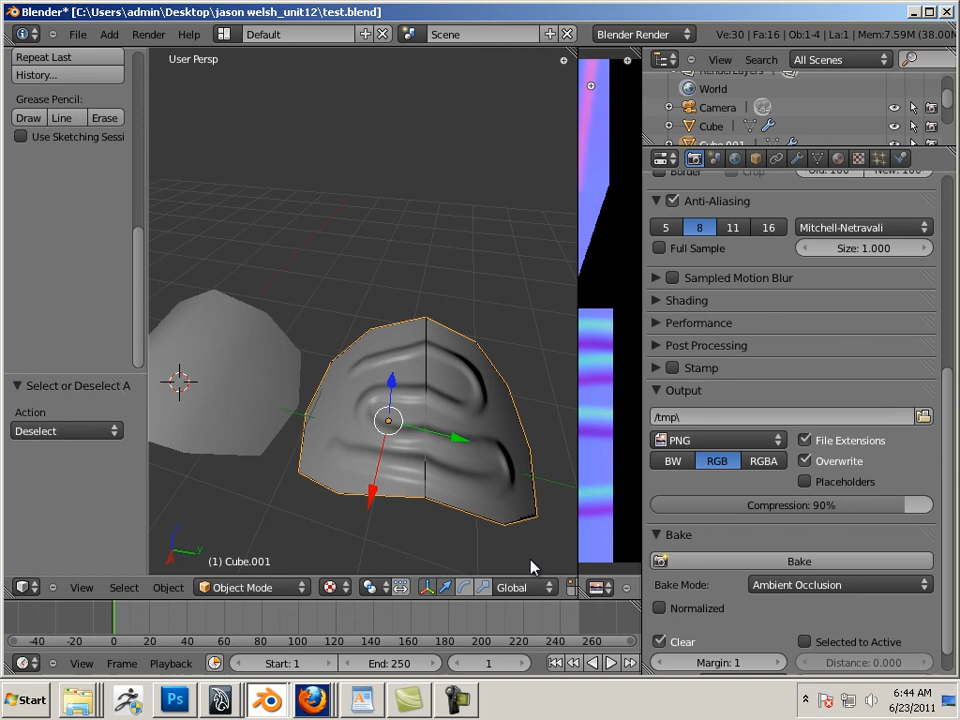 Blender* [C:\Users\admin\Desktop\jason welsh_unit12\test.blend]
File Add Render Help Default Scene Blender Render Ve:30 | Fa:16 | Ob:1-4 | La:1 | Mem:7.59M (38.00M
Repeat Last
History...
Grease Pencil:
Draw Line Erase
Use Sketching Sessi
Select or Deselect A
Action
Deselect
User Persp
(1) Cube.001
View Select Object Object Mode Global
-40 -20 0 20 40 60 80 100 120 140 160 180 200 220 240 260
View Frame Playback Start: 1 End: 250 1
View Search All Scenes
World
Camera
Cube
Border Crop
Anti-Aliasing
5 8 11 16 Mitchell-Netravali
Full Sample Size: 1.000
Sampled Motion Blur
Shading
Performance
Post Processing
Stamp
Output
/tmp\
PNG File Extensions
BW RGB RGBA Overwrite
Placeholders
Compression: 90%
Bake
Bake
Bake Mode: Ambient Occlusion
Normalized
Clear Selected to Active
Margin: 1 Distance: 0.000
Start Ps 6:44 AM
6/23/2011